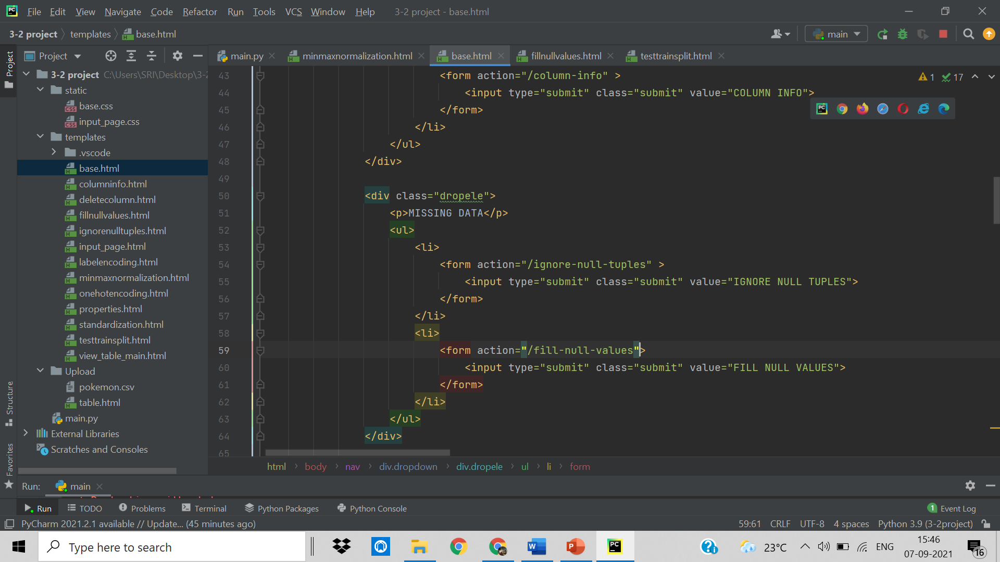 File Edit View Navigate Code Refactor Run Tools VCS Window Help 3-2 project - base.html
3-2 project templates base.html main
Project main.py minmaxnormalization.html base.html fillnullvalues.html testtrainsplit.html
Project
3-2 project C:\Users\SRI\Desktop\3-2
static
base.css
input_page.css
templates
.vscode
base.html
columninfo.html
deletecolumn.html
fillnullvalues.html
ignorenulltuples.html
input_page.html
labelencoding.html
minmaxnormalization.html
onehotencoding.html
properties.html
standardization.html
testtrainsplit.html
view_table_main.html
Upload
pokemon.csv
table.html
main.py
External Libraries
Scratches and Consoles
Structure
Favorites
1 17
43 <form action="/column-info" >
44 <input type="submit" class="submit" value="COLUMN INFO">
45 </form>
46 </li>
47 </ul>
48 </div>
49
50 <div class="dropele">
51 <p>MISSING DATA</p>
52 <ul>
53 <li>
54 <form action="/ignore-null-tuples" >
55 <input type="submit" class="submit" value="IGNORE NULL TUPLES">
56 </form>
57 </li>
58 <li>
59 <form action="/fill-null-values">
60 <input type="submit" class="submit" value="FILL NULL VALUES">
61 </form>
62 </li>
63 </ul>
64 </div>
65
html body nav div.dropdown div.dropele ul li form
Run: main
Run TODO Problems Terminal Python Packages Python Console 1 Event Log
PyCharm 2021.2.1 available // Update... (45 minutes ago) 59:61 CRLF UTF-8 4 spaces Python 3.9 (3-2project)
Type here to search
23°C ENG 15:46
07-09-2021
16